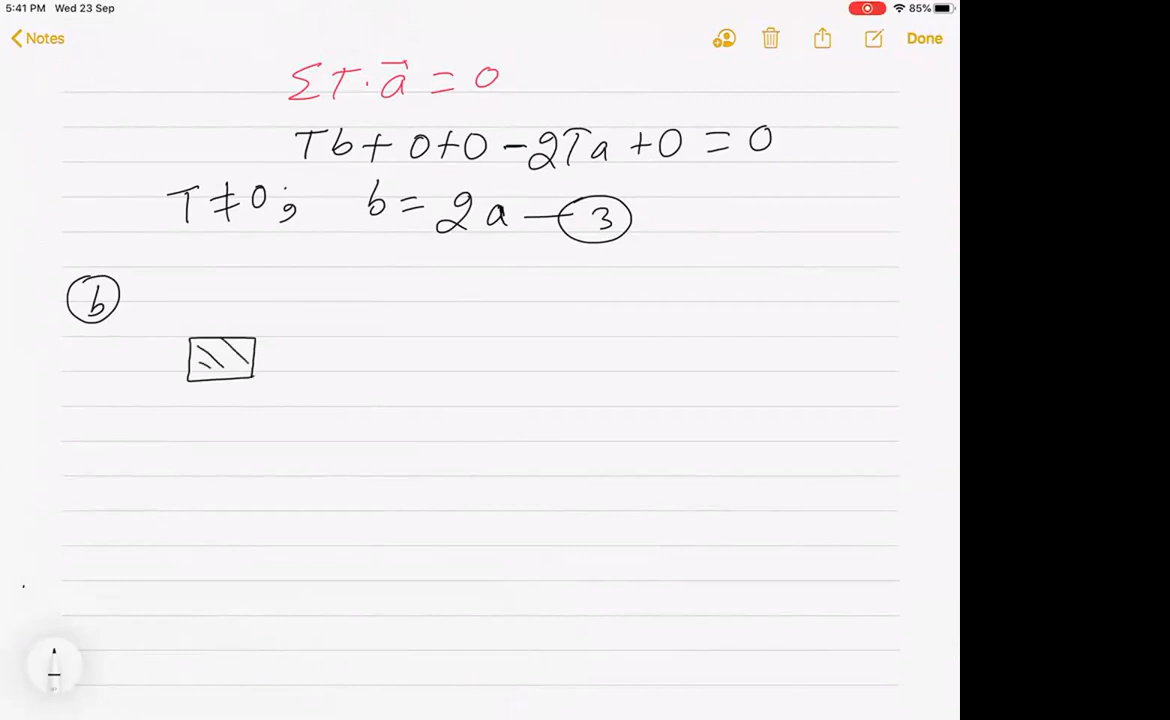 5:41 PM Wed 23 Sep 85%
Notes Done
ΣT·a⃗ = 0
Tb + 0 + 0 - 2Ta + 0 = 0
T ≠ 0; b = 2a — ③
ⓑ